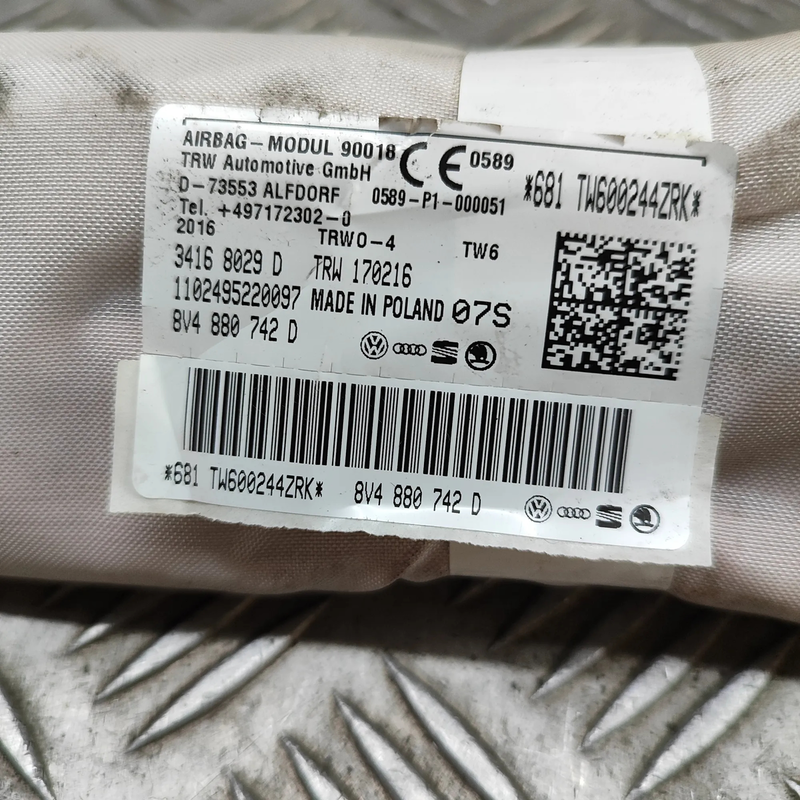 AIRBAG-MODUL 90018
TRW Automotive GmbH
D-73553 ALFDORF
Tel. +497172302-0
2016
CE 0589
0589-P1-000051
*681 TW600244ZRK*
TRWO-4 TW6
3416 8029 D TRW 170216
1102495220097 MADE IN POLAND 07S
8V4 880 742 D
*681 TW600244ZRK* 8V4 880 742 D